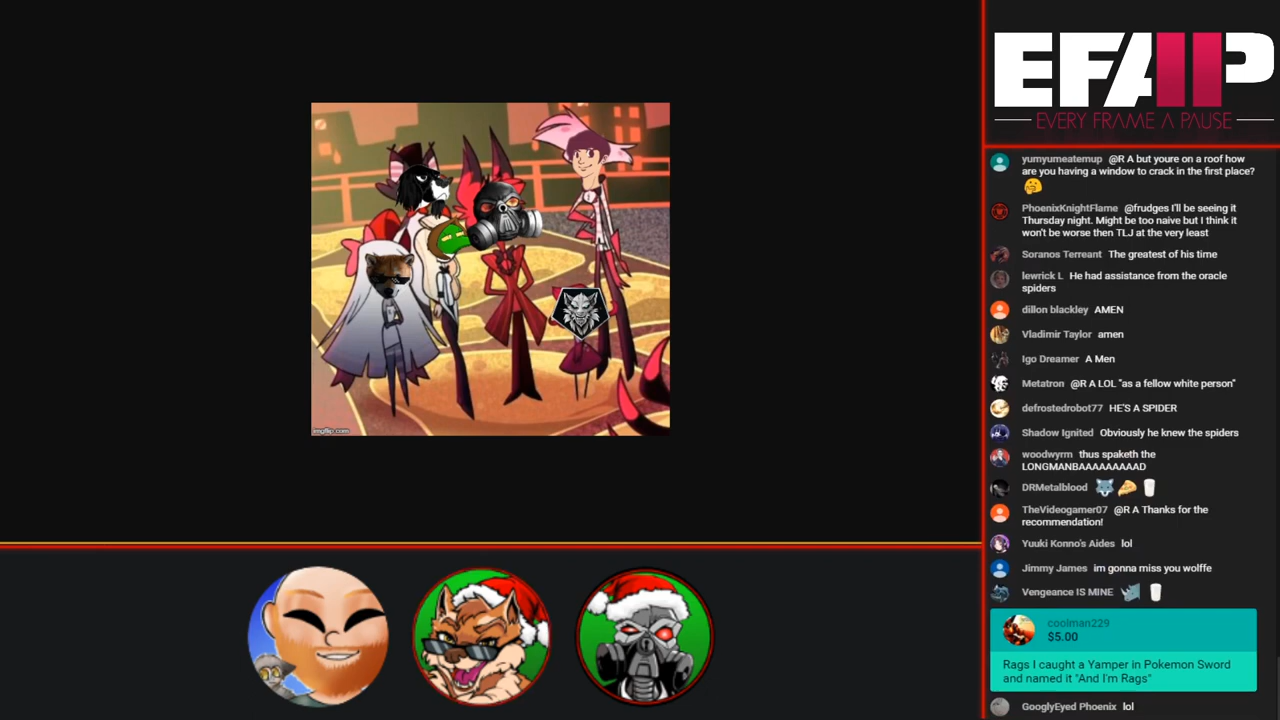 EFAP
EVERY FRAME A PAUSE
yumyumeatemup @R A but youre on a roof how
are you having a window to crack in the first place?
PhoenixKnightFlame @frudges I'll be seeing it
Thursday night. Might be too naive but I think it
won't be worse then TLJ at the very least
Soranos Terreant The greatest of his time
lewrick L He had assistance from the oracle
spiders
dillon blackley AMEN
Vladimir Taylor amen
Igo Dreamer A Men
Metatron @R A LOL "as a fellow white person"
defrostedrobot77 HE'S A SPIDER
Shadow Ignited Obviously he knew the spiders
woodwyrm thus spaketh the
LONGMANBAAAAAAAAD
DRMetalblood
TheVideogamer07 @R A Thanks for the
recommendation!
Yuuki Konno's Aides lol
Jimmy James im gonna miss you wolffe
Vengeance IS MINE
coolman229
$5.00
Rags I caught a Yamper in Pokemon Sword
and named it "And I'm Rags"
GooglyEyed Phoenix lol
imgflip.com